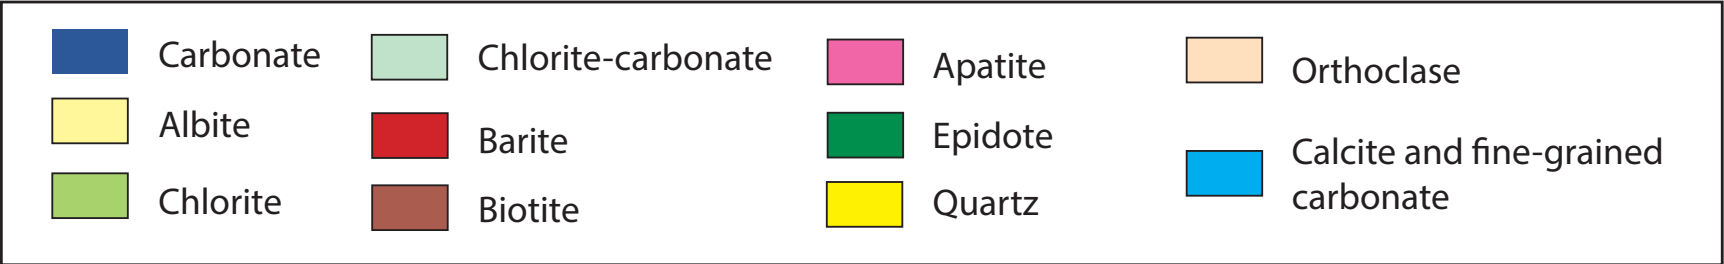 Carbonate
Albite
Chlorite
Chlorite-carbonate
Barite
Biotite
Apatite
Epidote
Quartz
Orthoclase
Calcite and fine-grained
carbonate